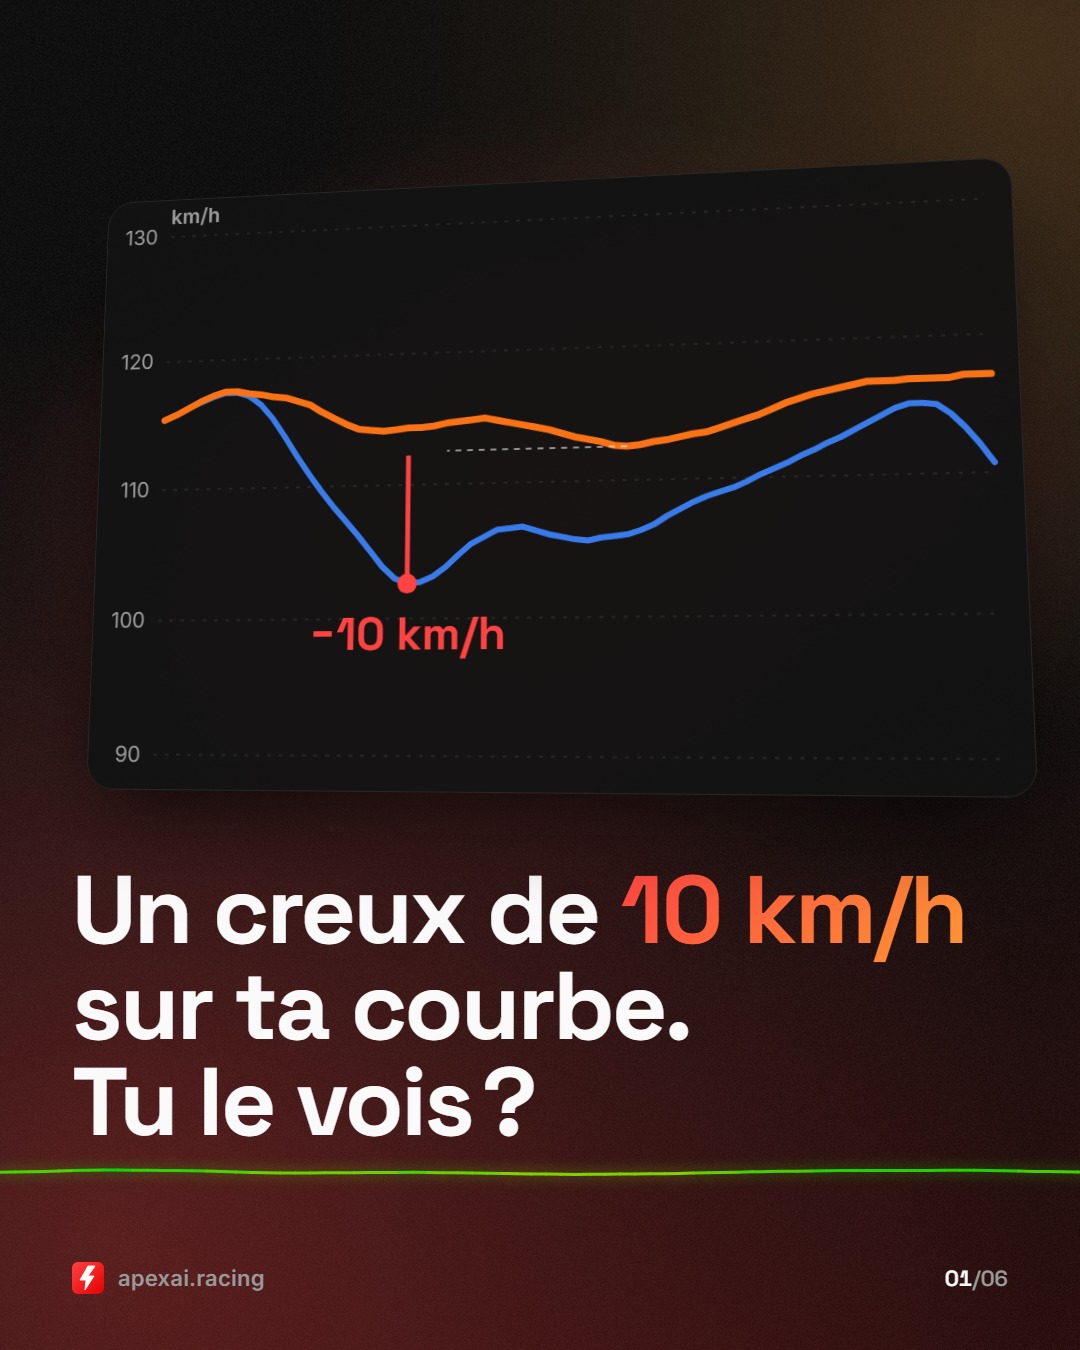 km/h
130
120
110
100
90
−10 km/h
Un creux de 10 km/h
sur ta courbe.
Tu le vois ?
apexai.racing
01/06